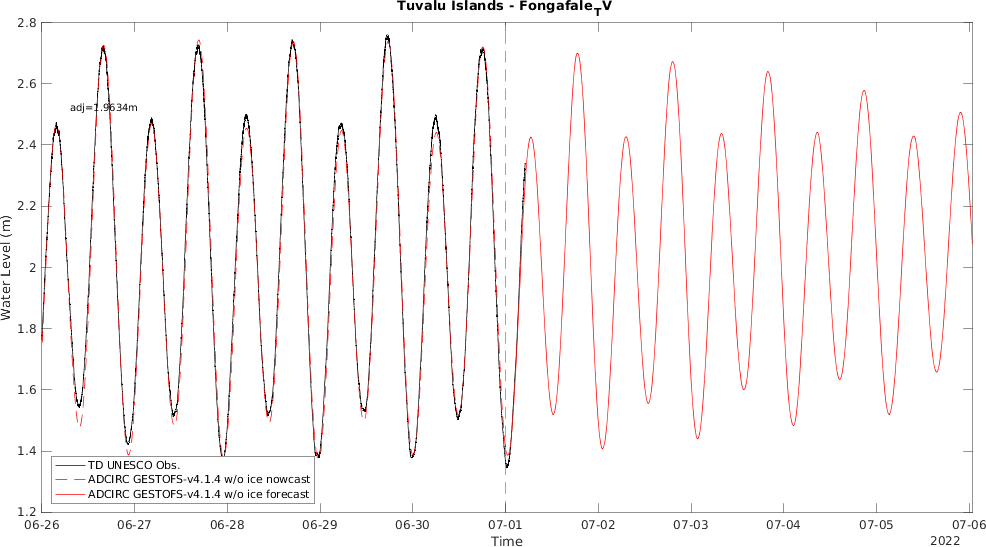 Tuvalu Islands - Fongafale_TV
2.8
2.6
adj=1.9634m
2.4
2.2
Water Level (m)
2
1.8
1.6
1.4
TD UNESCO Obs.
ADCIRC GESTOFS-v4.1.4 w/o ice nowcast
ADCIRC GESTOFS-v4.1.4 w/o ice forecast
1.2
06-26 06-27 06-28 06-29 06-30 07-01 07-02 07-03 07-04 07-05 07-06
Time
2022